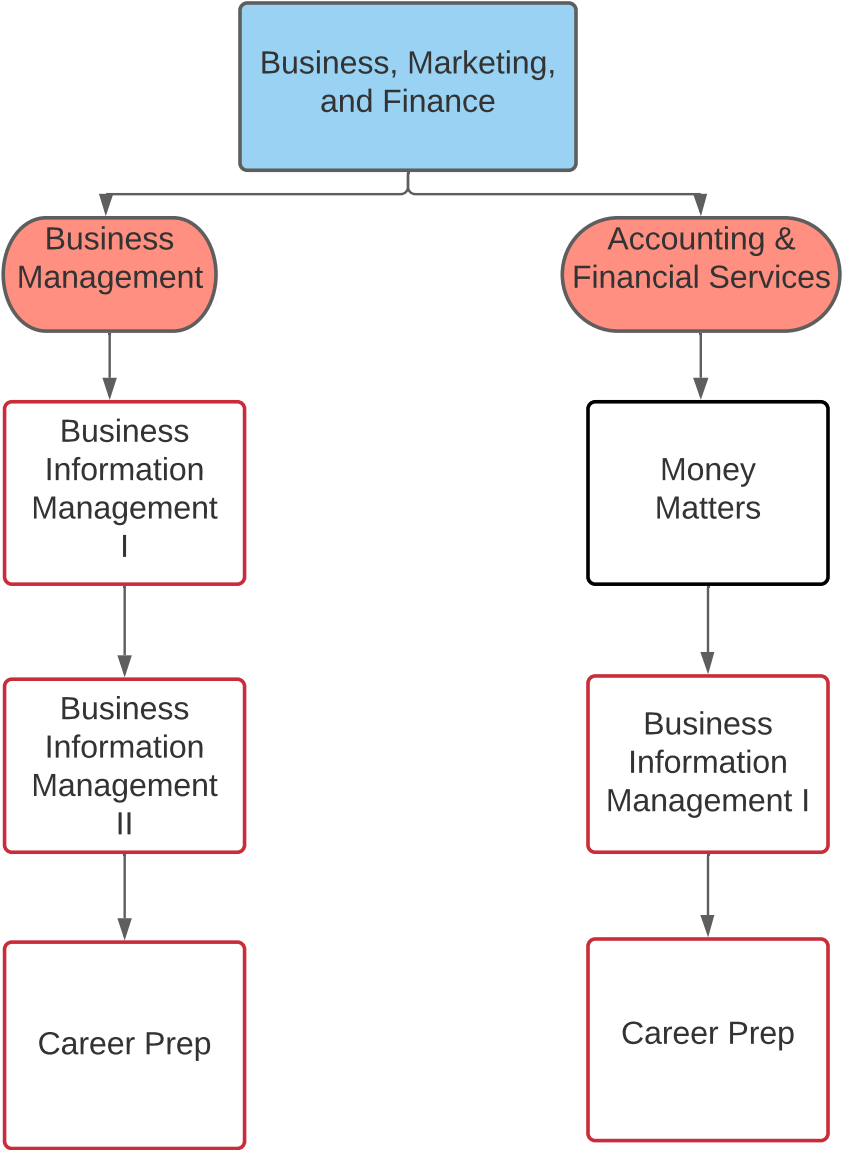 Business, Marketing,
and Finance
Business
Management
Accounting &
Financial Services
Business
Information
Management
I
Money
Matters
Business
Information
Management
II
Business
Information
Management I
Career Prep
Career Prep